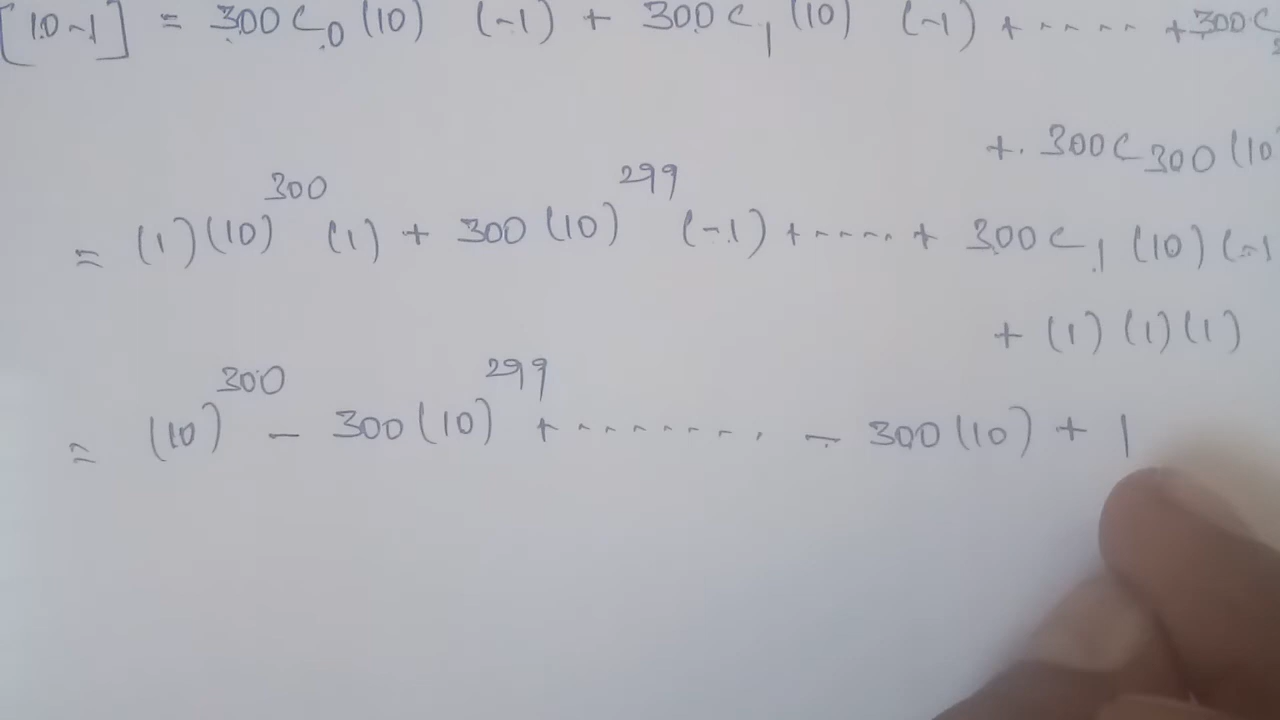 [10-1] = 300C0 (10) (-1) + 300C1 (10) (-1) + ..... + 300C
+. 300C300 (10
= (1)(10)^300 (1) + 300 (10)^299 (-1) + ..... + 300C1 (10) (-1
+ (1) (1) (1)
= (10)^300 - 300 (10)^299 + ........ - 300 (10) + 1